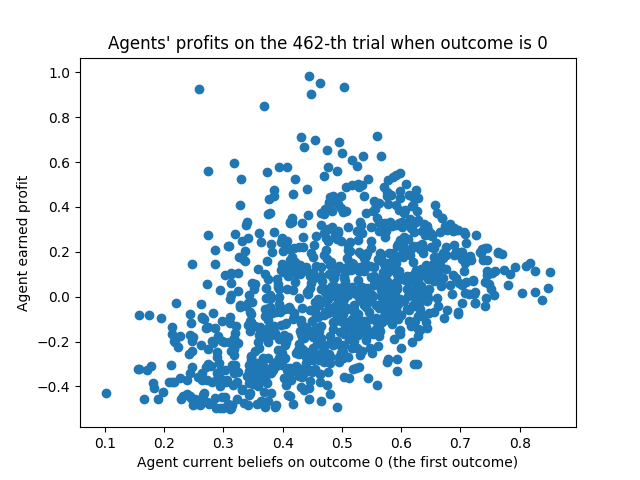 Agents' profits on the 462-th trial when outcome is 0
1.0
0.8
0.6
0.4
0.2
0.0
−0.2
−0.4
Agent earned profit
0.1 0.2 0.3 0.4 0.5 0.6 0.7 0.8
Agent current beliefs on outcome 0 (the first outcome)